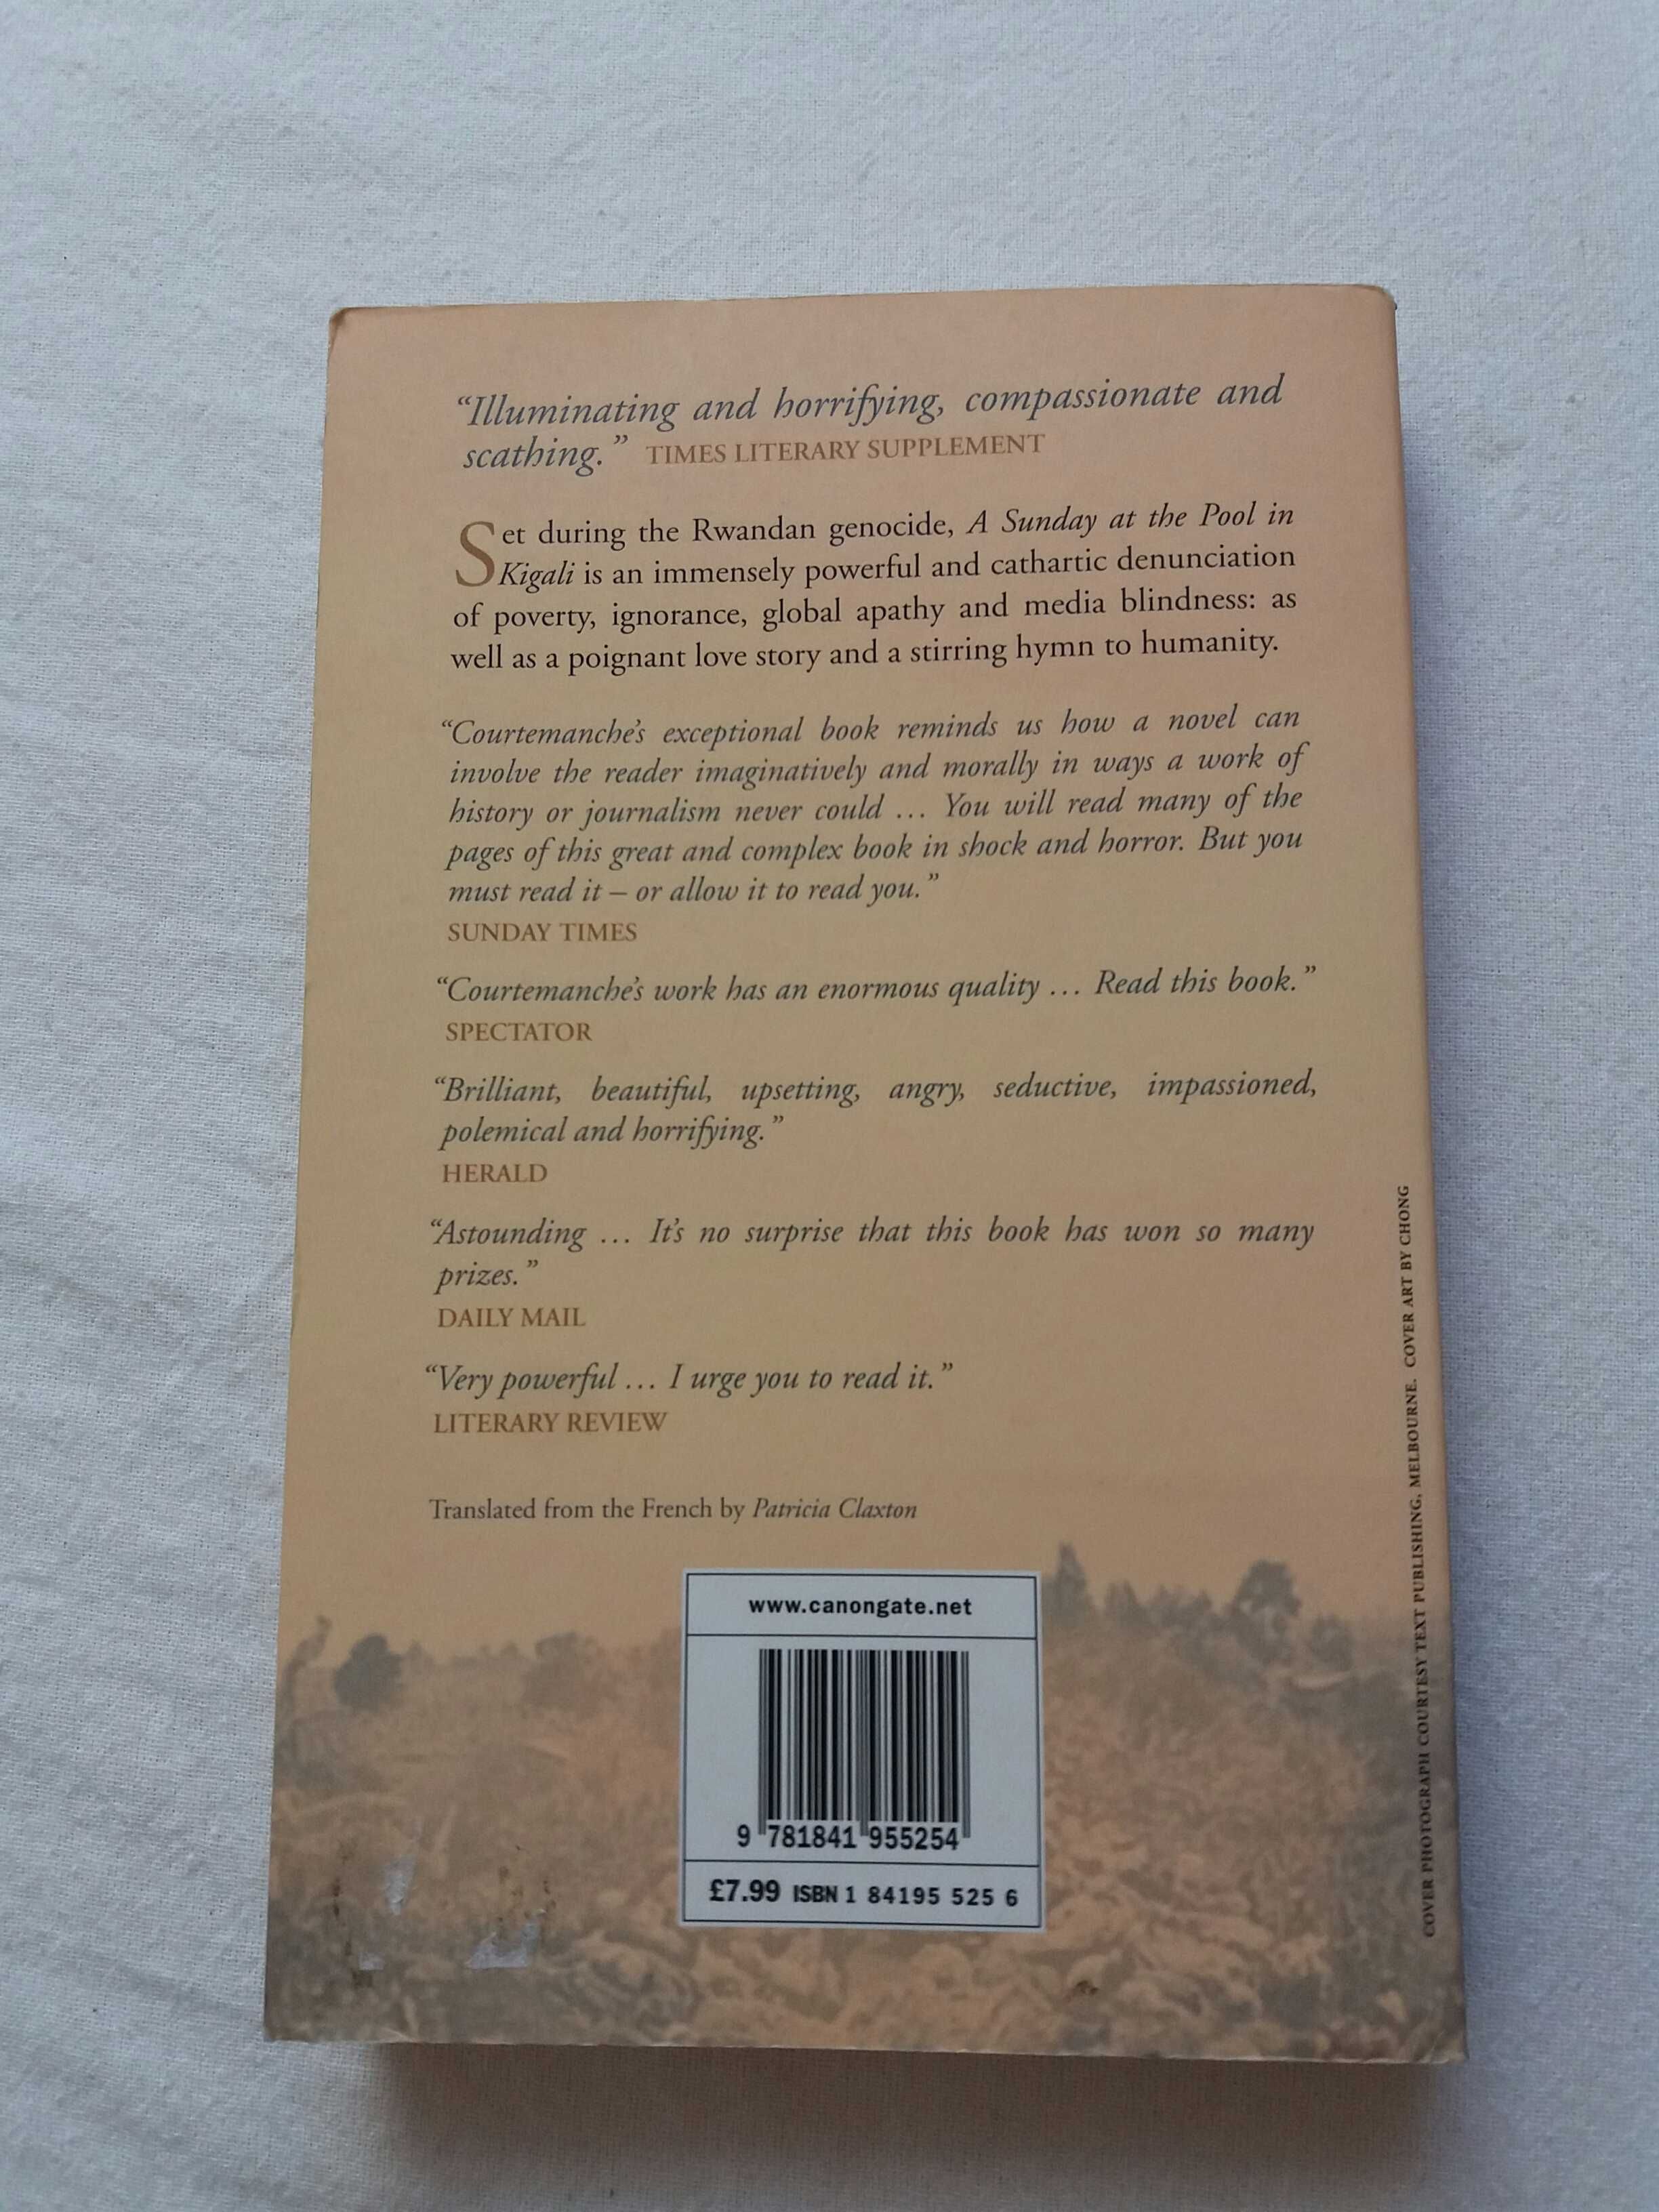 “Illuminating and horrifying, compassionate and
scathing.” TIMES LITERARY SUPPLEMENT
Set during the Rwandan genocide, A Sunday at the Pool in
Kigali is an immensely powerful and cathartic denunciation
of poverty, ignorance, global apathy and media blindness: as
well as a poignant love story and a stirring hymn to humanity.
“Courtemanche’s exceptional book reminds us how a novel can
involve the reader imaginatively and morally in ways a work of
history or journalism never could … You will read many of the
pages of this great and complex book in shock and horror. But you
must read it – or allow it to read you.”
SUNDAY TIMES
“Courtemanche’s work has an enormous quality … Read this book.”
SPECTATOR
“Brilliant, beautiful, upsetting, angry, seductive, impassioned,
polemical and horrifying.”
HERALD
“Astounding … It’s no surprise that this book has won so many
prizes.”
DAILY MAIL
“Very powerful … I urge you to read it.”
LITERARY REVIEW
Translated from the French by Patricia Claxton
www.canongate.net
9 781841 955254
£7.99 ISBN 1 84195 525 6
COVER PHOTOGRAPH COURTESY TEXT PUBLISHING, MELBOURNE. COVER ART BY CHONG